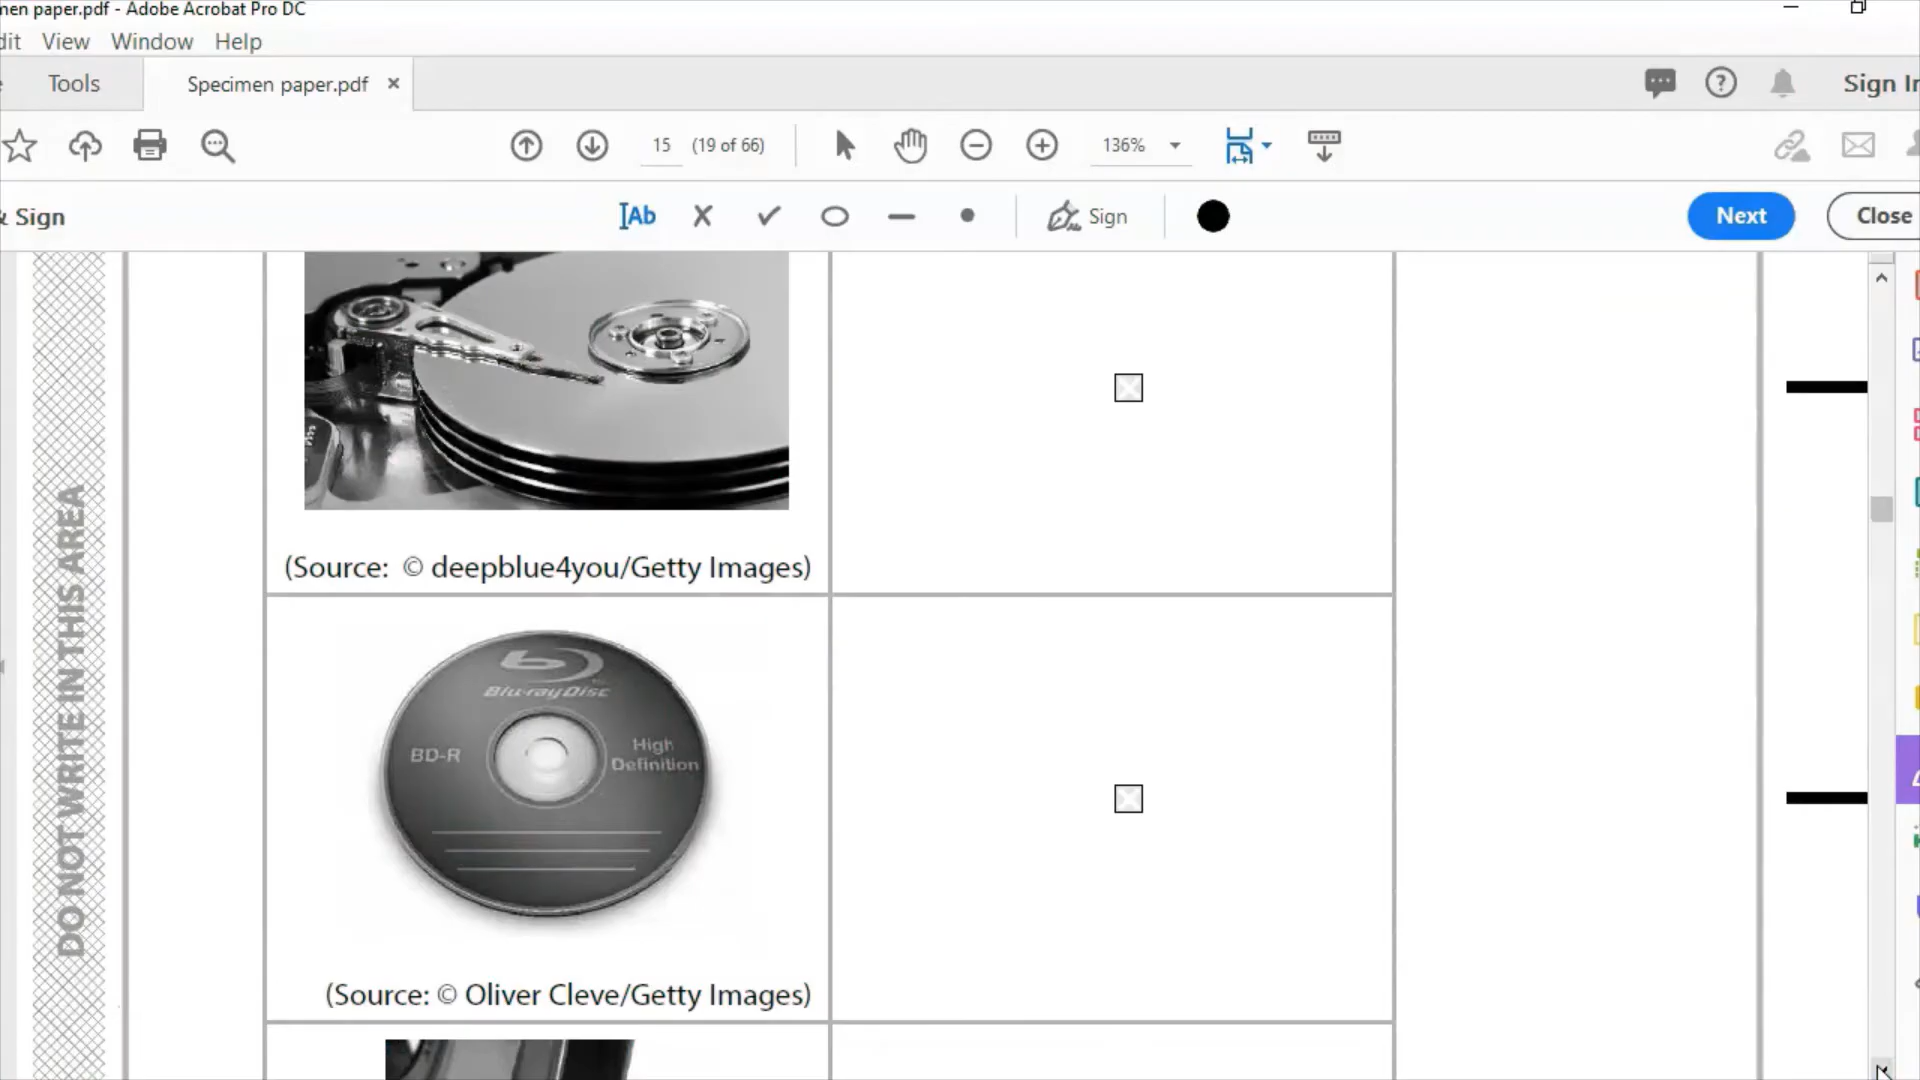 men paper.pdf - Adobe Acrobat Pro DC
dit View Window Help
Tools Specimen paper.pdf × Sign In
15 (19 of 66) 136%
& Sign Ab Sign Next Close
(Source: © deepblue4you/Getty Images)
Blu-ray Disc
BD-R
High
Definition
(Source: © Oliver Cleve/Getty Images)
DO NOT WRITE IN THIS AREA